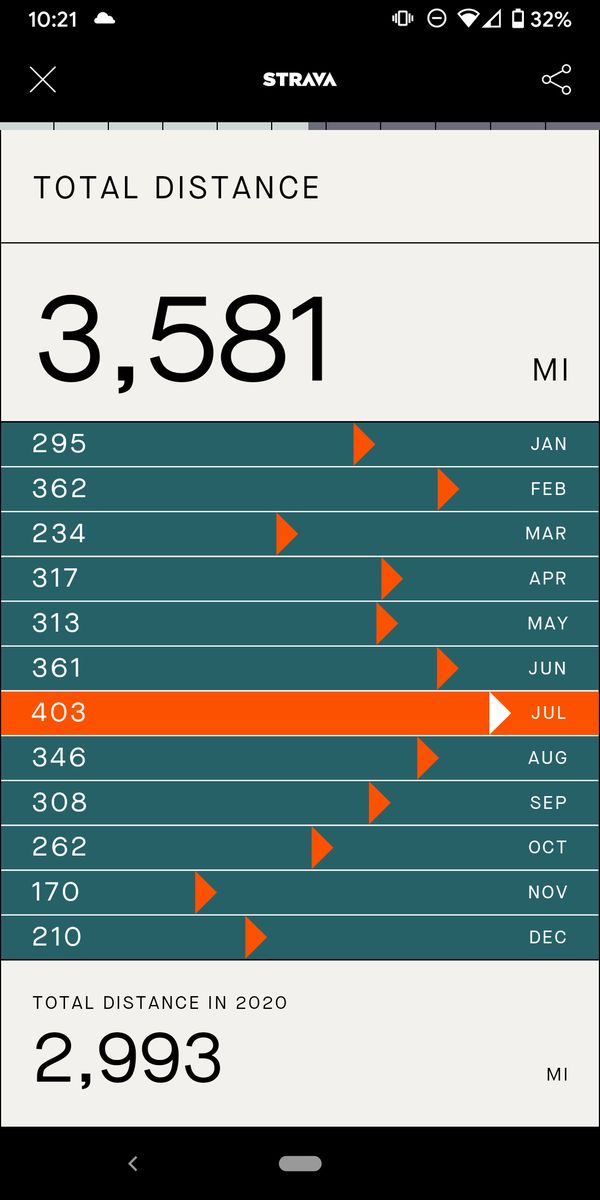 10:21 32%
STRAVA
TOTAL DISTANCE
3,581 MI
295 JAN
362 FEB
234 MAR
317 APR
313 MAY
361 JUN
403 JUL
346 AUG
308 SEP
262 OCT
170 NOV
210 DEC
TOTAL DISTANCE IN 2020
2,993 MI